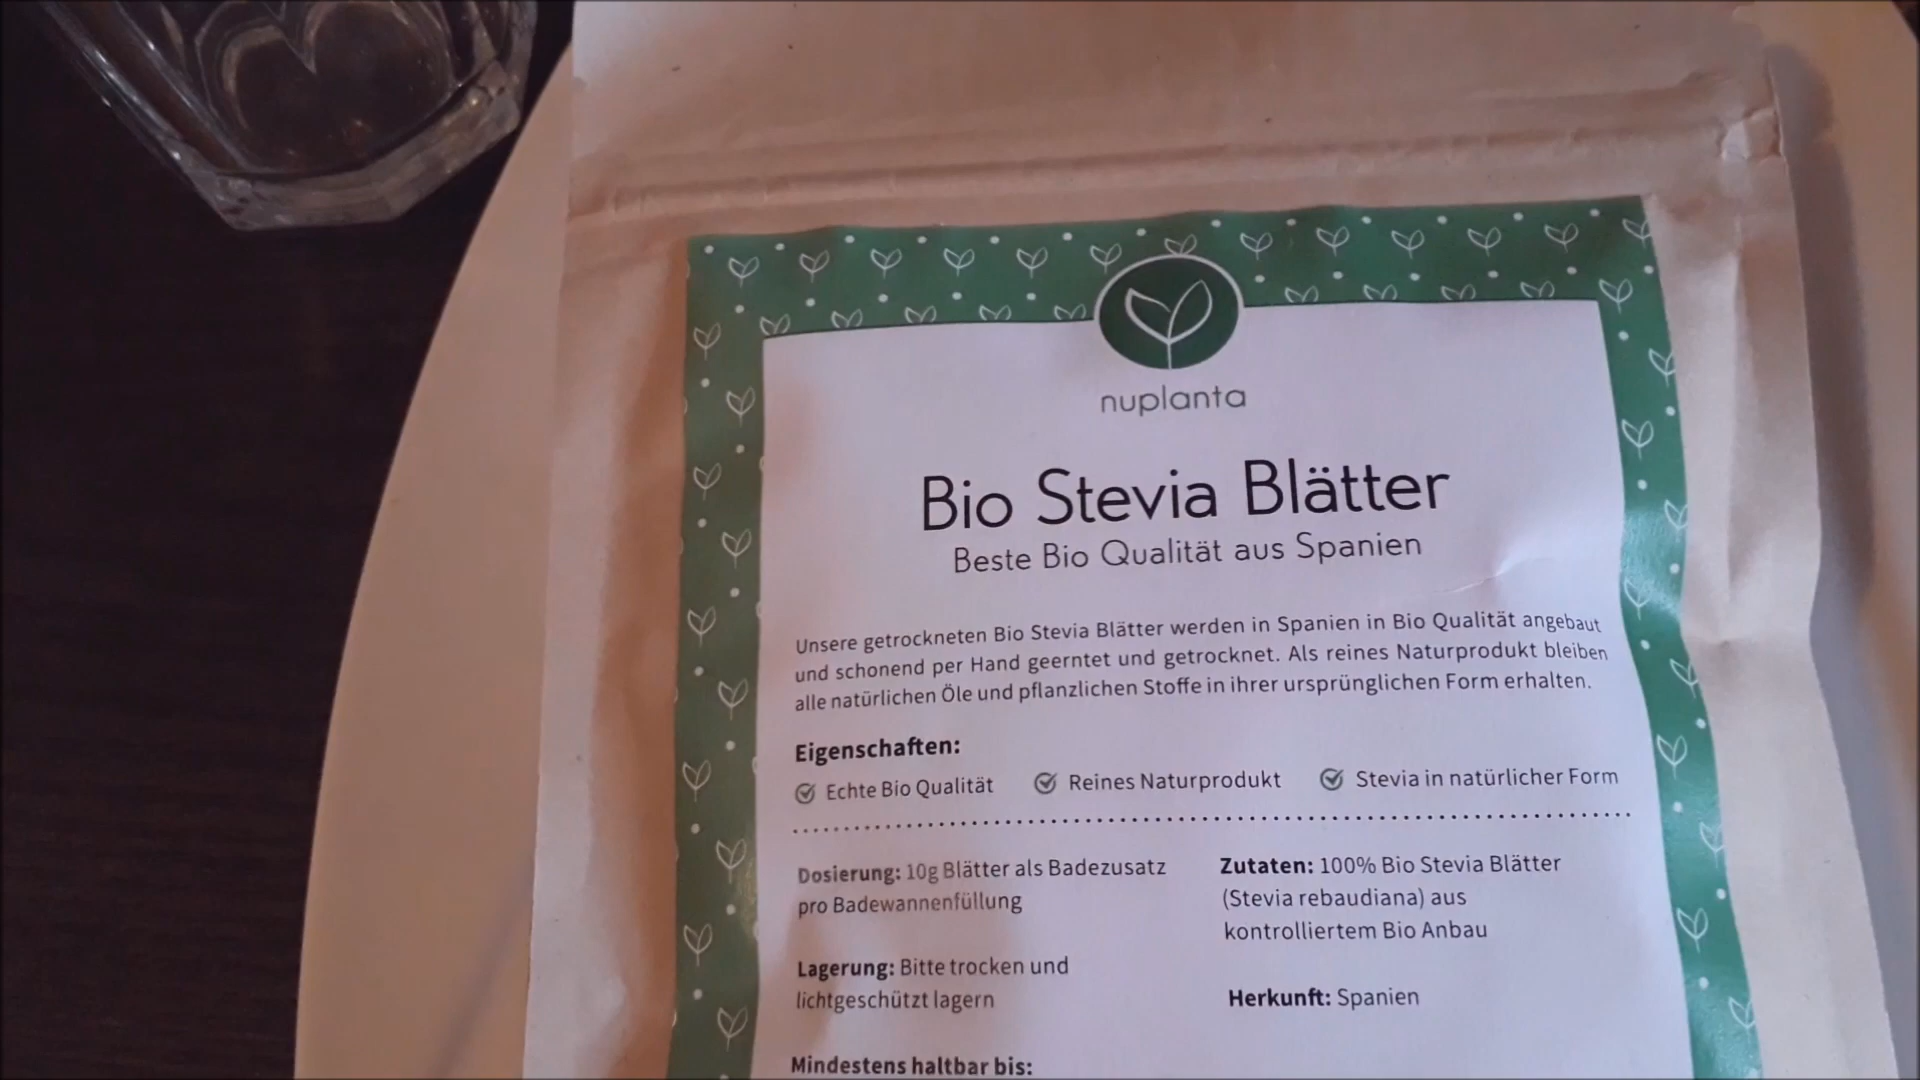 nuplanta
Bio Stevia Blätter
Beste Bio Qualität aus Spanien
Unsere getrockneten Bio Stevia Blätter werden in Spanien in Bio Qualität angebaut
und schonend per Hand geerntet und getrocknet. Als reines Naturprodukt bleiben
alle natürlichen Öle und pflanzlichen Stoffe in ihrer ursprünglichen Form erhalten.
Eigenschaften:
Echte Bio Qualität Reines Naturprodukt Stevia in natürlicher Form
Dosierung: 10g Blätter als Badezusatz
pro Badewannenfüllung
Lagerung: Bitte trocken und
lichtgeschützt lagern
Mindestens haltbar bis:
Zutaten: 100% Bio Stevia Blätter
(Stevia rebaudiana) aus
kontrolliertem Bio Anbau
Herkunft: Spanien